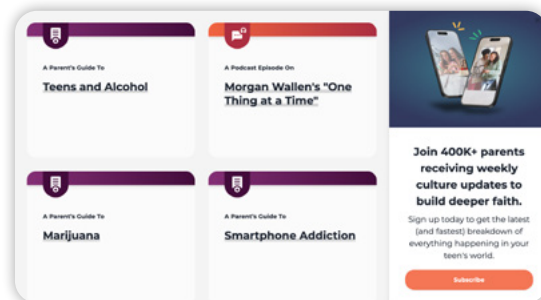 A Parent's Guide To
Teens and Alcohol
A Podcast Episode On
Morgan Wallen's "One
Thing at a Time"
A Parent's Guide To
Marijuana
A Parent's Guide To
Smartphone Addiction
Join 400K+ parents
receiving weekly
culture updates to
build deeper faith.
Sign up today to get the latest
(and fastest) breakdown of
everything happening in your
teen's world.
Subscribe